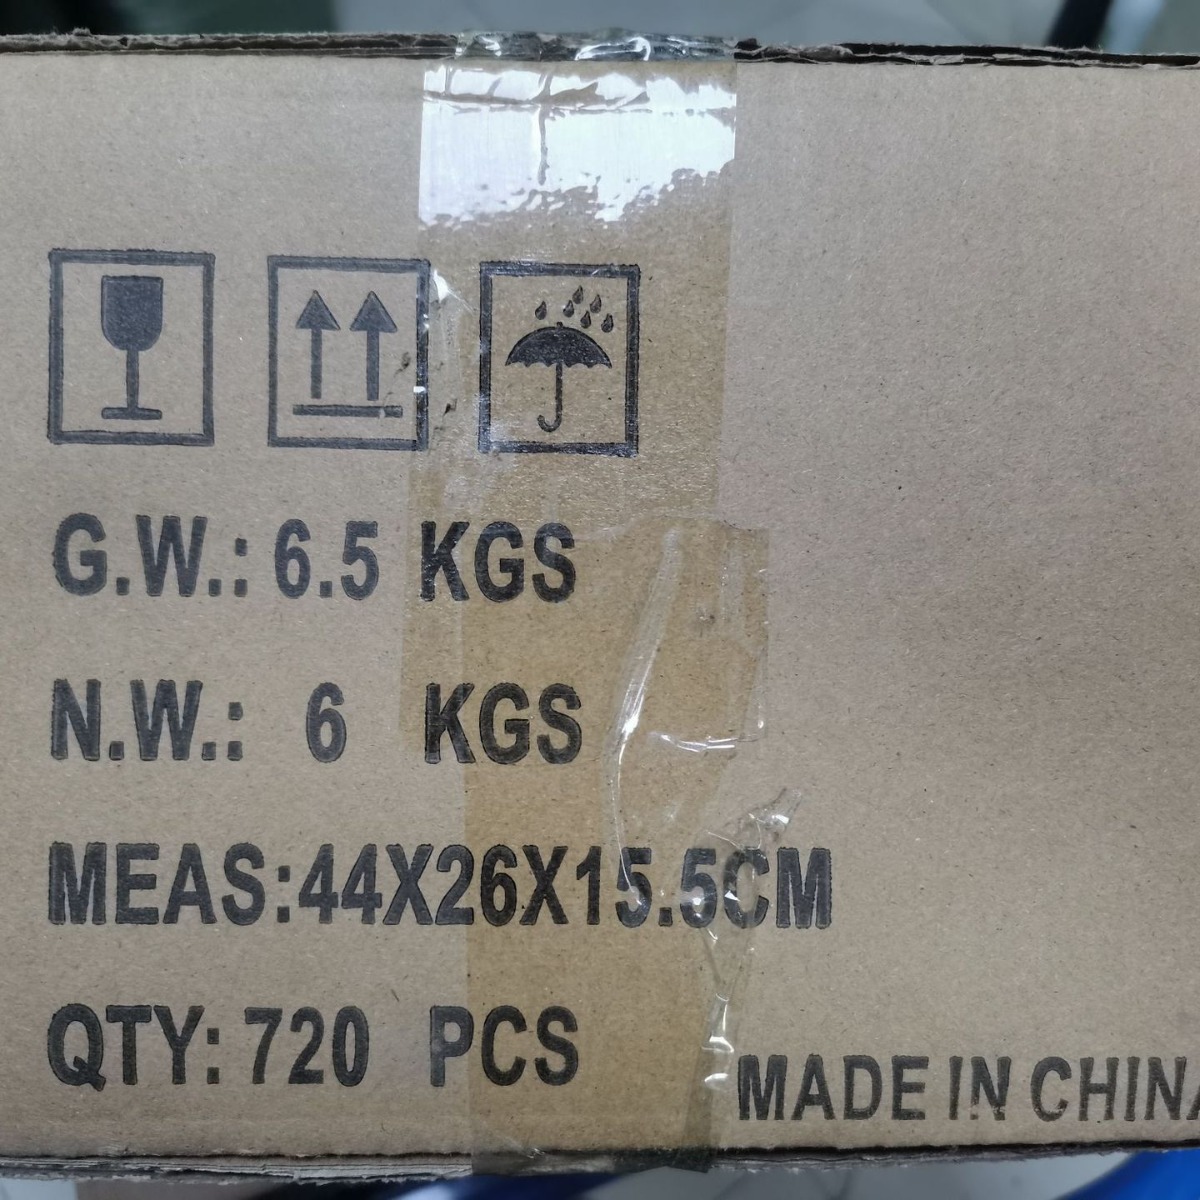 G.W.: 6.5 KGS
N.W.: 6 KGS
MEAS:44X26X15.5CM
QTY: 720 PCS
MADE IN CHINA